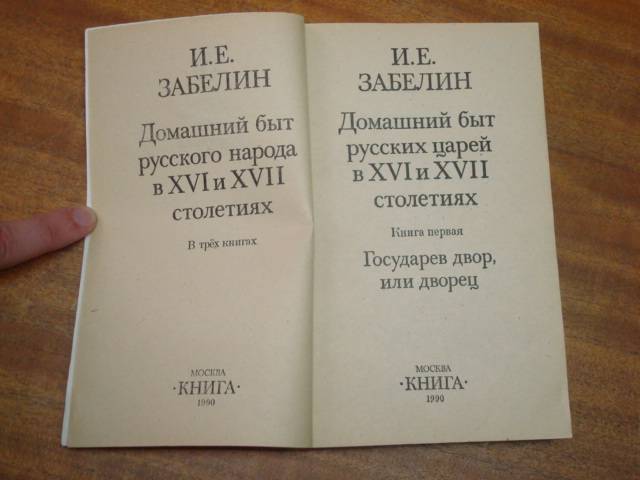 И.Е.
ЗАБЕЛИН
Домашний быт
русского народа
в XVI и XVII
столетиях
В трёх книгах
МОСКВА
·КНИГА·
1990
И.Е.
ЗАБЕЛИН
Домашний быт
русских царей
в XVI и XVII
столетиях
Книга первая
Государев двор,
или дворец
МОСКВА
·КНИГА·
1990